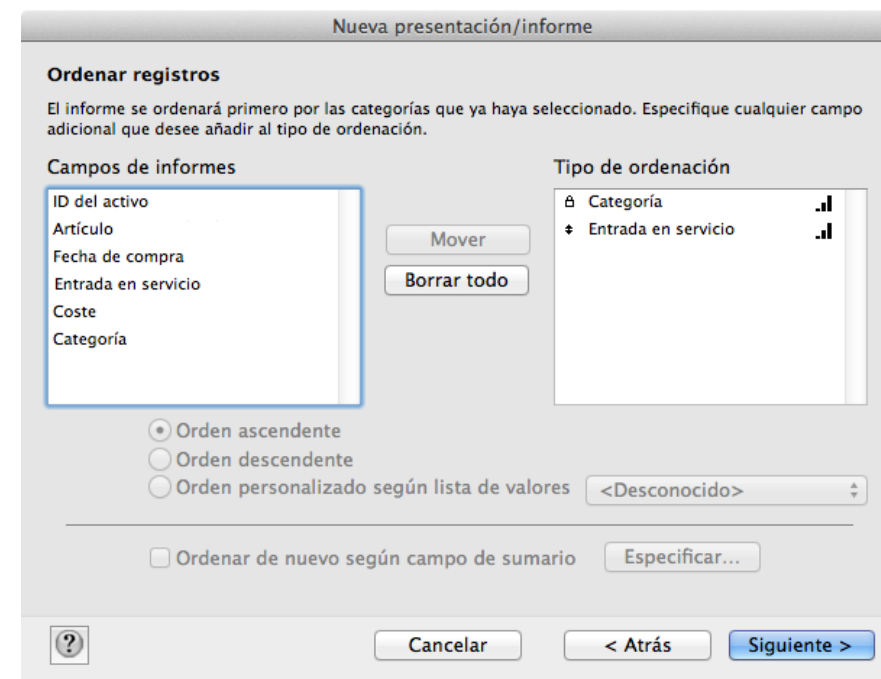 Nueva presentación/informe
Ordenar registros
El informe se ordenará primero por las categorías que ya haya seleccionado. Especifique cualquier campo
adicional que desee añadir al tipo de ordenación.
Campos de informes
ID del activo
Artículo
Fecha de compra
Entrada en servicio
Coste
Categoría
Mover
Borrar todo
Tipo de ordenación
Categoría
Entrada en servicio
Orden ascendente
Orden descendente
Orden personalizado según lista de valores
<Desconocido>
Ordenar de nuevo según campo de sumario
Especificar...
?
Cancelar
< Atrás
Siguiente >